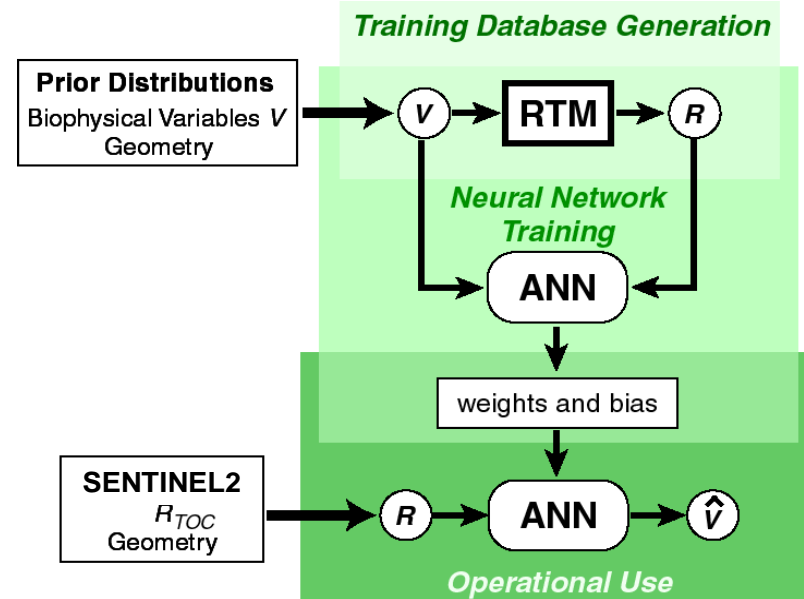 Training Database Generation
Prior Distributions
Biophysical Variables V
Geometry
V
RTM
R
Neural Network
Training
ANN
weights and bias
SENTINEL2
R_TOC
Geometry
R
ANN
V̂
Operational Use